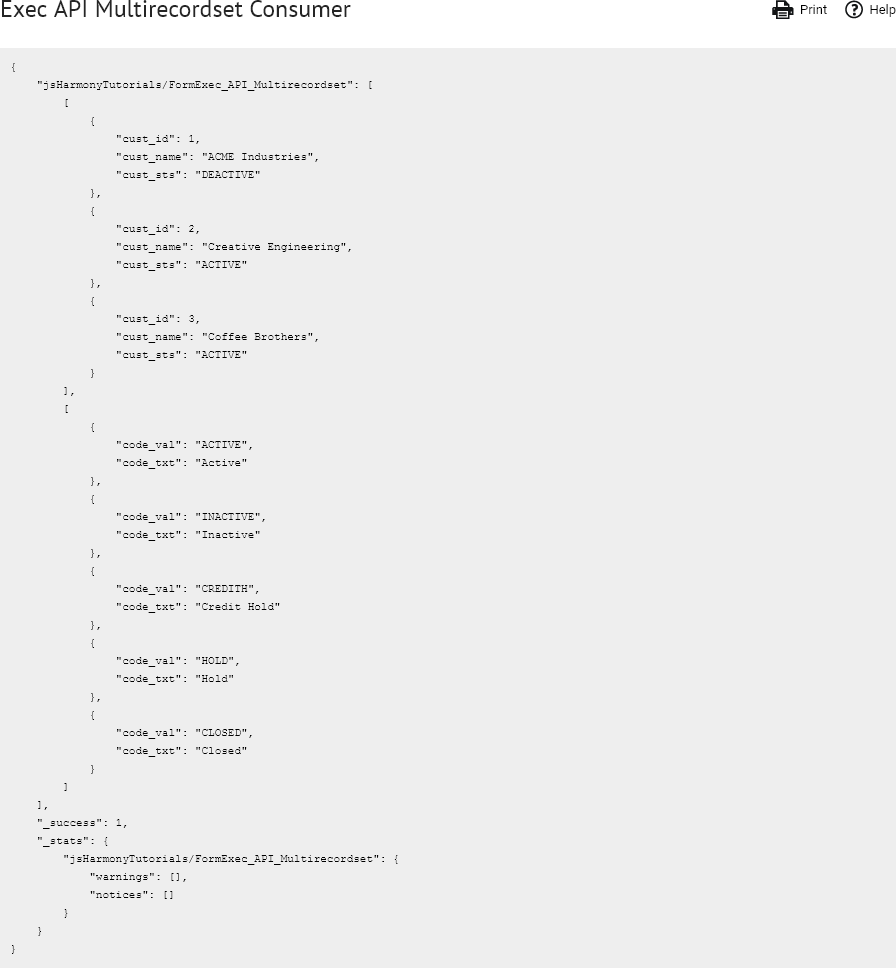 Exec API Multirecordset Consumer
Print
Help
{
    "jsHarmonyTutorials/FormExec_API_Multirecordset": [
        [
            {
                "cust_id": 1,
                "cust_name": "ACME Industries",
                "cust_sts": "DEACTIVE"
            },
            {
                "cust_id": 2,
                "cust_name": "Creative Engineering",
                "cust_sts": "ACTIVE"
            },
            {
                "cust_id": 3,
                "cust_name": "Coffee Brothers",
                "cust_sts": "ACTIVE"
            }
        ],
        [
            {
                "code_val": "ACTIVE",
                "code_txt": "Active"
            },
            {
                "code_val": "INACTIVE",
                "code_txt": "Inactive"
            },
            {
                "code_val": "CREDITH",
                "code_txt": "Credit Hold"
            },
            {
                "code_val": "HOLD",
                "code_txt": "Hold"
            },
            {
                "code_val": "CLOSED",
                "code_txt": "Closed"
            }
        ]
    ],
    "_success": 1,
    "_stats": {
        "jsHarmonyTutorials/FormExec_API_Multirecordset": {
            "warnings": [],
            "notices": []
        }
    }
}